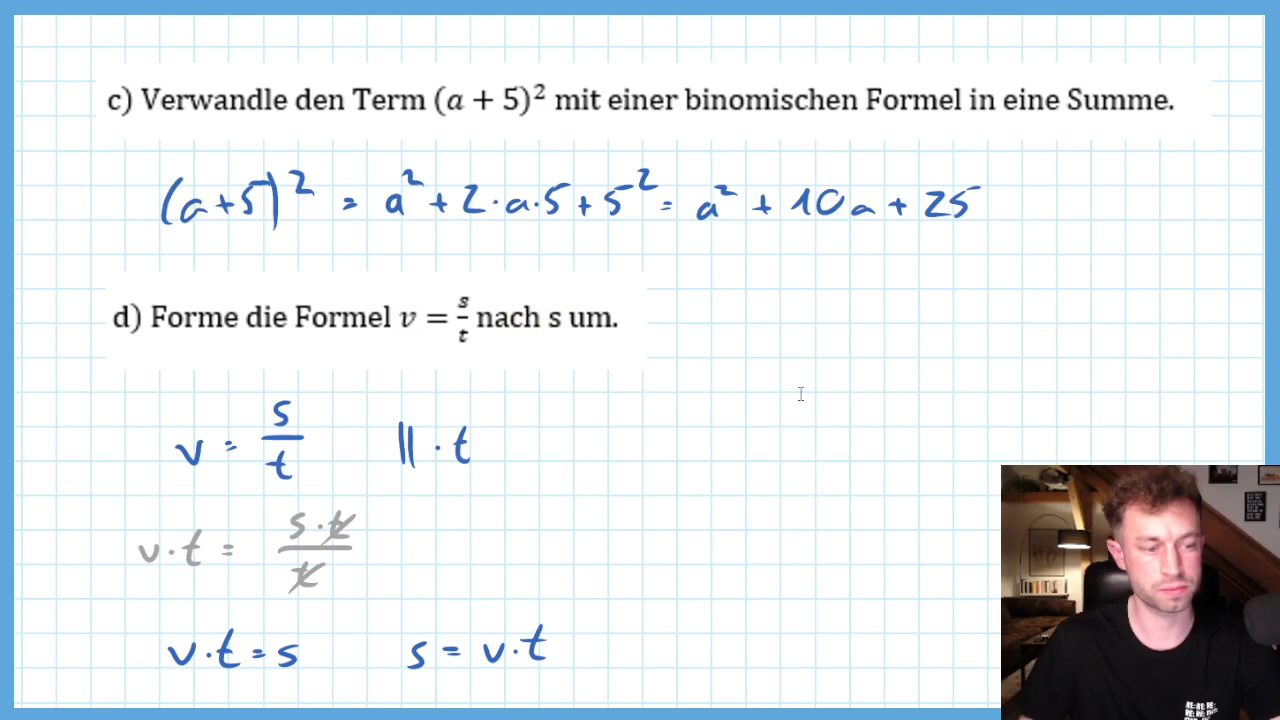 c) Verwandle den Term (a + 5)² mit einer binomischen Formel in eine Summe.
(a+5)² = a² + 2·a·5 + 5² = a² + 10a + 25
d) Forme die Formel v = s/t nach s um.
v = s/t || · t
v·t = s·t/t
v·t = s s = v·t